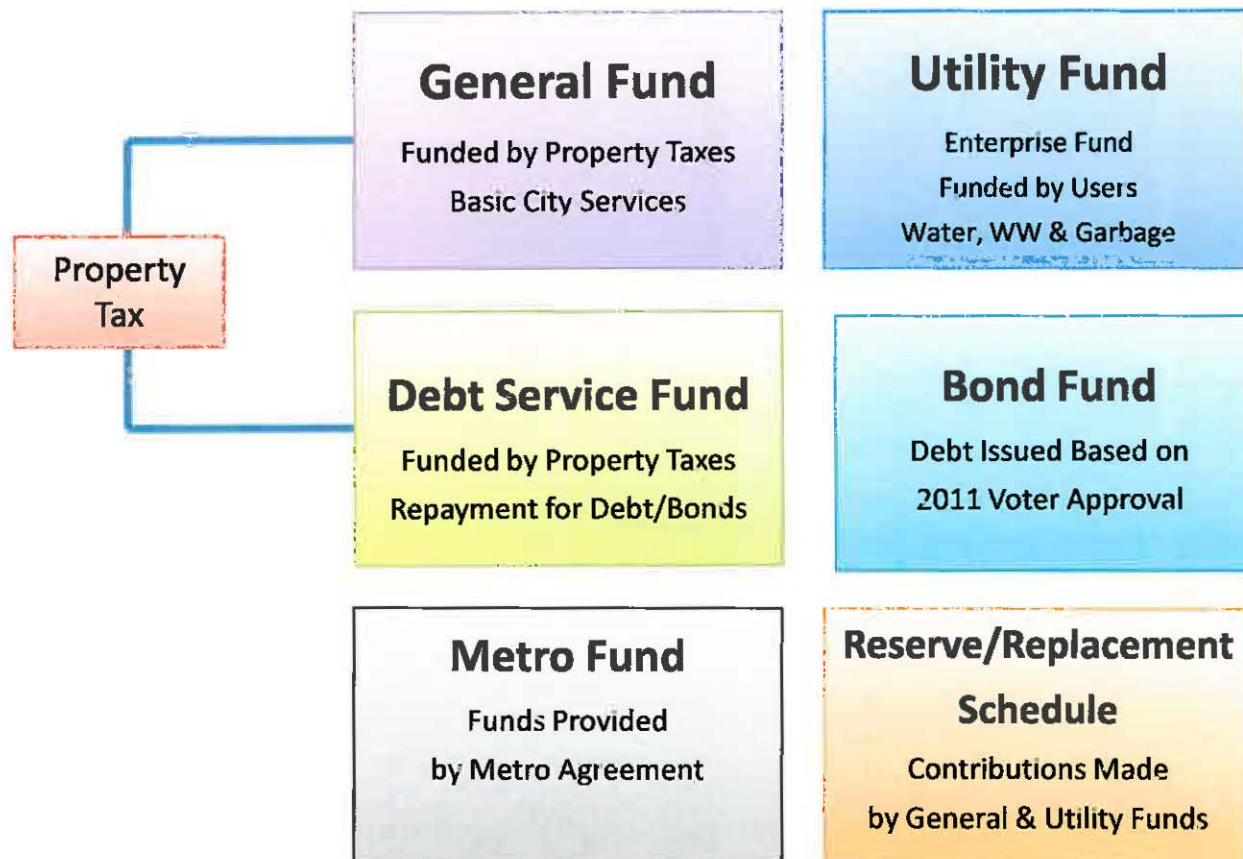 General Fund
Funded by Property Taxes
Basic City Services
Utility Fund
Enterprise Fund
Funded by Users
Water, WW & Garbage
Property
Tax
Debt Service Fund
Funded by Property Taxes
Repayment for Debt/Bonds
Bond Fund
Debt Issued Based on
2011 Voter Approval
Metro Fund
Funds Provided
by Metro Agreement
Reserve/Replacement
Schedule
Contributions Made
by General & Utility Funds